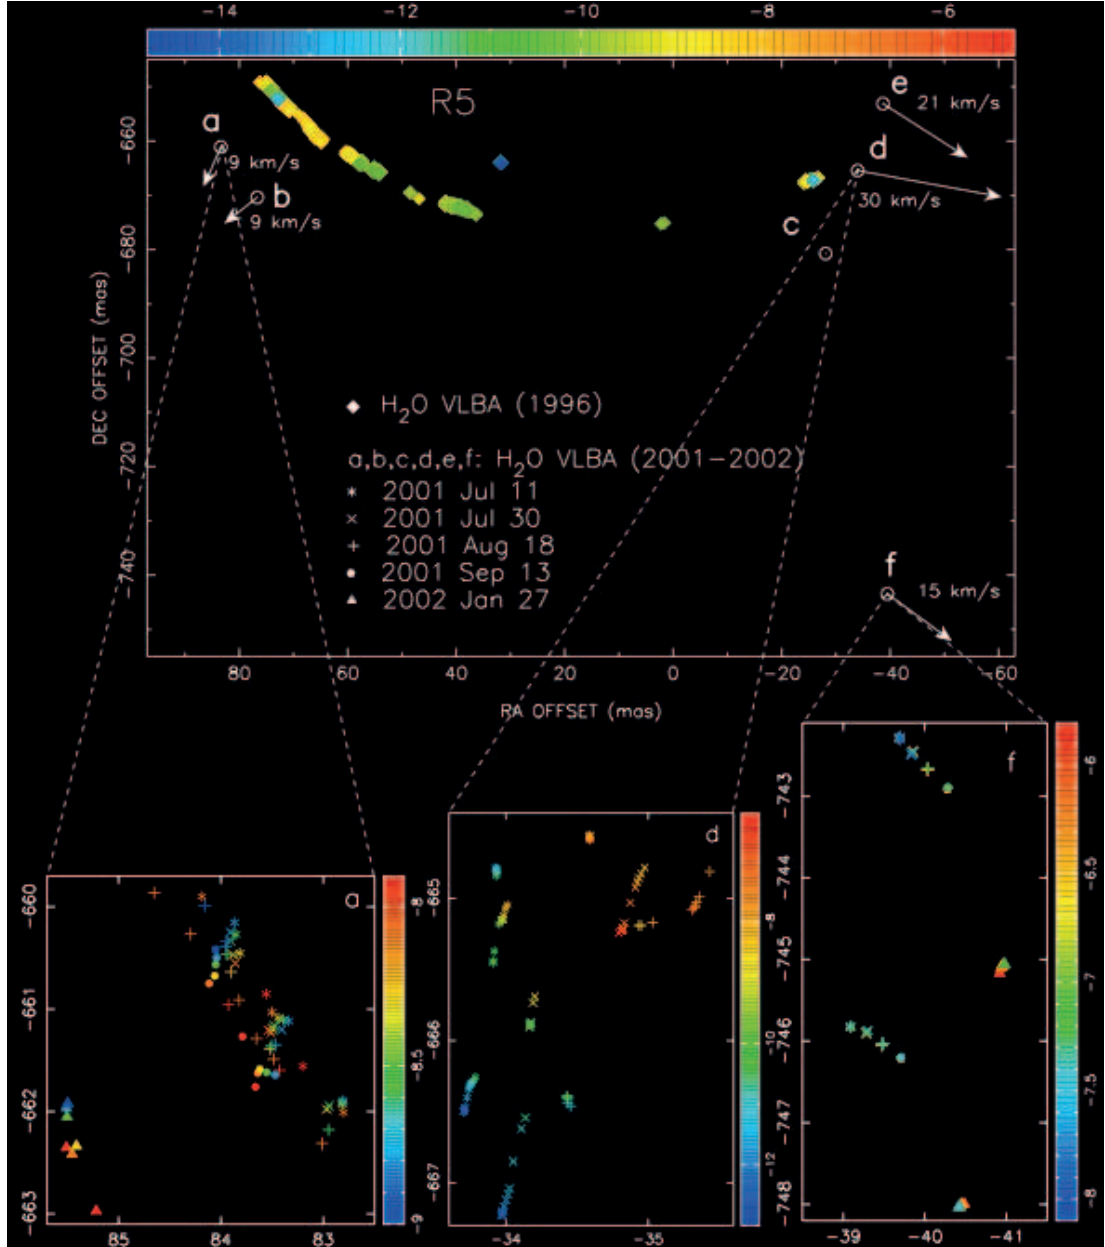 -14 -12 -10 -8 -6
R5
e
21 km/s
a
d
-660
9 km/s
b
30 km/s
9 km/s
c
-680
DEC OFFSET (mas)
-700
H2O VLBA (1996)
-720
a,b,c,d,e,f: H2O VLBA (2001-2002)
2001 Jul 11
2001 Jul 30
2001 Aug 18
2001 Sep 13
2002 Jan 27
-740
f
15 km/s
80 60 40 20 0 -20 -40 -60
RA OFFSET (mas)
f
-743
-744
-745
-746
-747
-748
-39 -40 -41
-6
-6.5
-7
-7.5
-8
d
-665
-666
-667
-34 -35
-8
-10
-12
a
-660
-661
-662
-663
85 84 83
-8
-8.5
-9